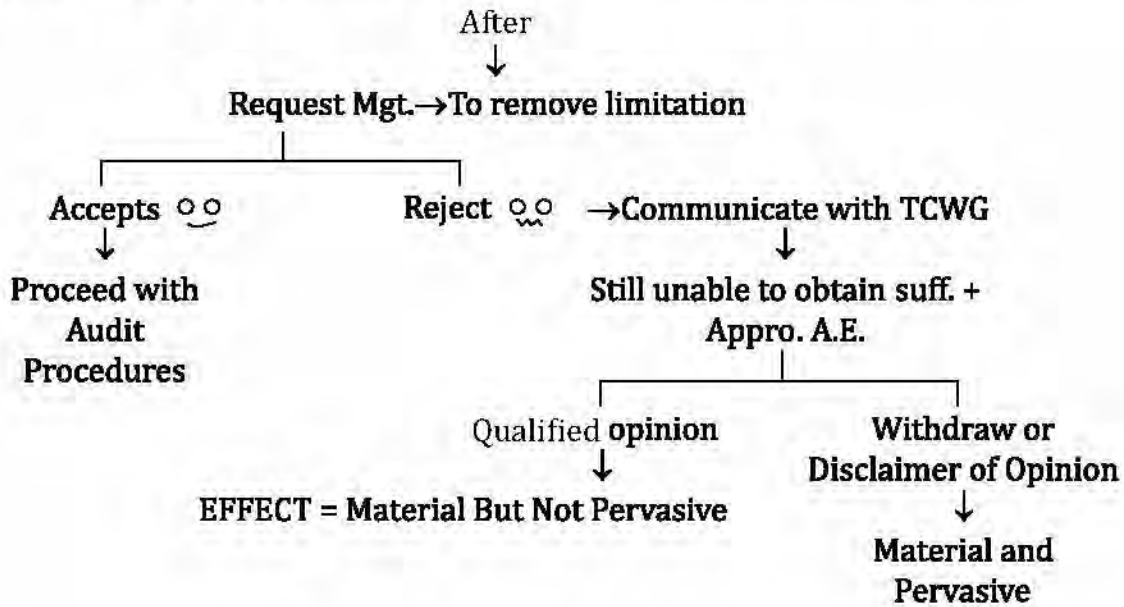 After
↓
Request Mgt.→To remove limitation
Accepts
Reject →Communicate with TCWG
↓ ↓
Proceed with
Audit
Procedures
Still unable to obtain suff. +
Appro. A.E.
Qualified opinion
↓
EFFECT = Material But Not Pervasive
Withdraw or
Disclaimer of Opinion
↓
Material and
Pervasive